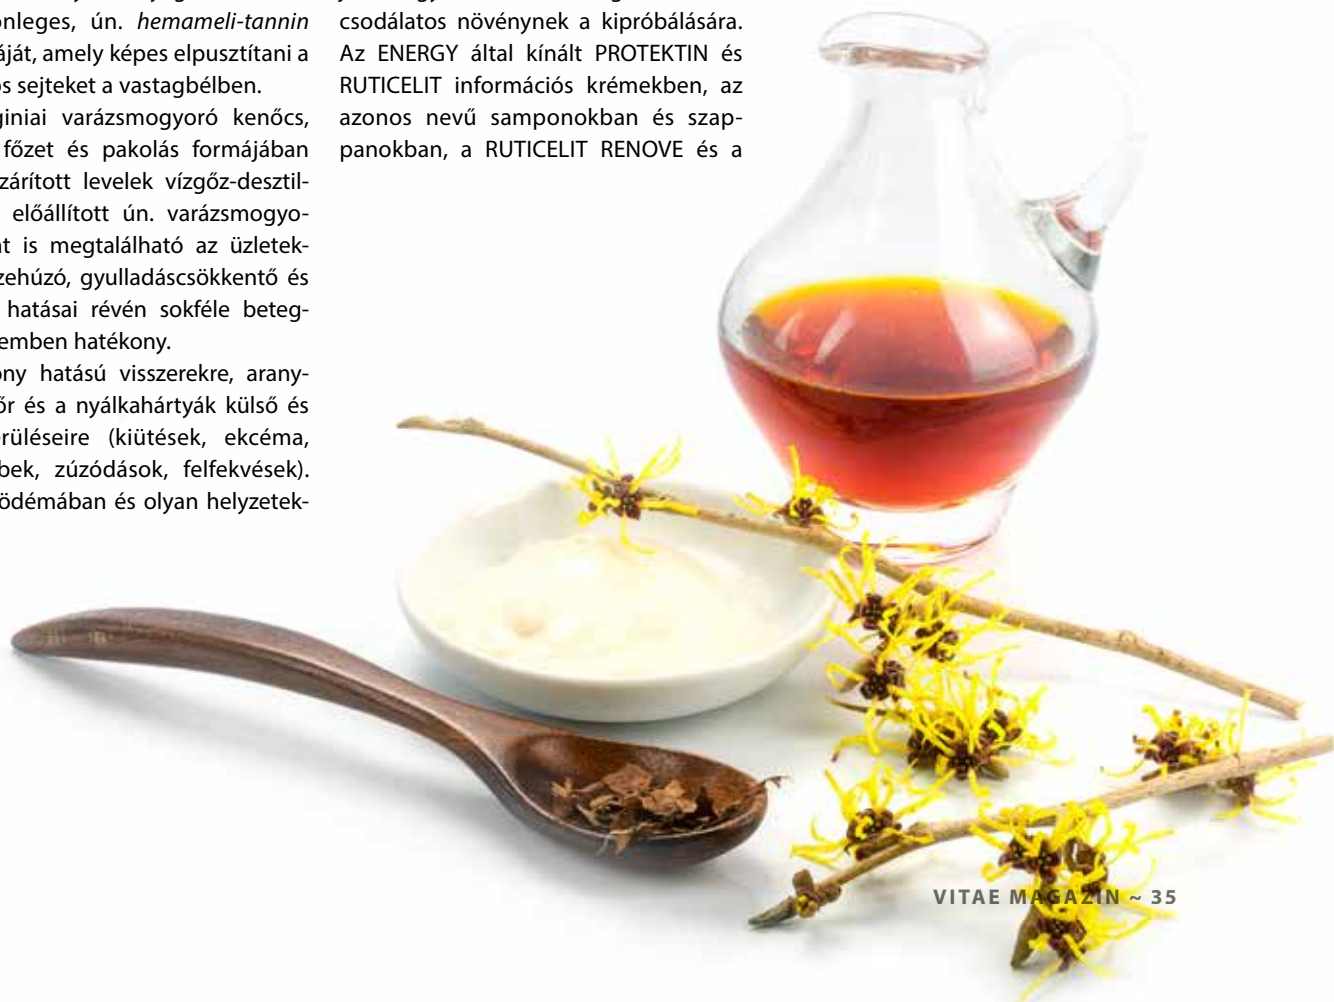 nleges, ún. hemameli-tannin
ját, amely képes elpusztítani a
s sejteket a vastagbélben.
giniai varázsmogyoró kenőcs,
főzet és pakolás formájában
zárított levelek vízgőz-desztil-
előállított ún. varázsmogyo-
t is megtalálható az üzletek-
zehúzó, gyulladáscsökkentő és
hatásai révén sokféle beteg-
emben hatékony.
ny hatású visszerekre, arany-
őr és a nyálkahártyák külső és
rüléseire (kiütések, ekcéma,
bek, zúzódások, felfekvések).
ödémában és olyan helyzetek-
csodálatos növénynek a kipróbálására.
Az ENERGY által kínált PROTEKTIN és
RUTICELIT információs krémekben, az
azonos nevű samponokban és szap-
panokban, a RUTICELIT RENOVE és a
VITAE MAGAZIN ~ 35